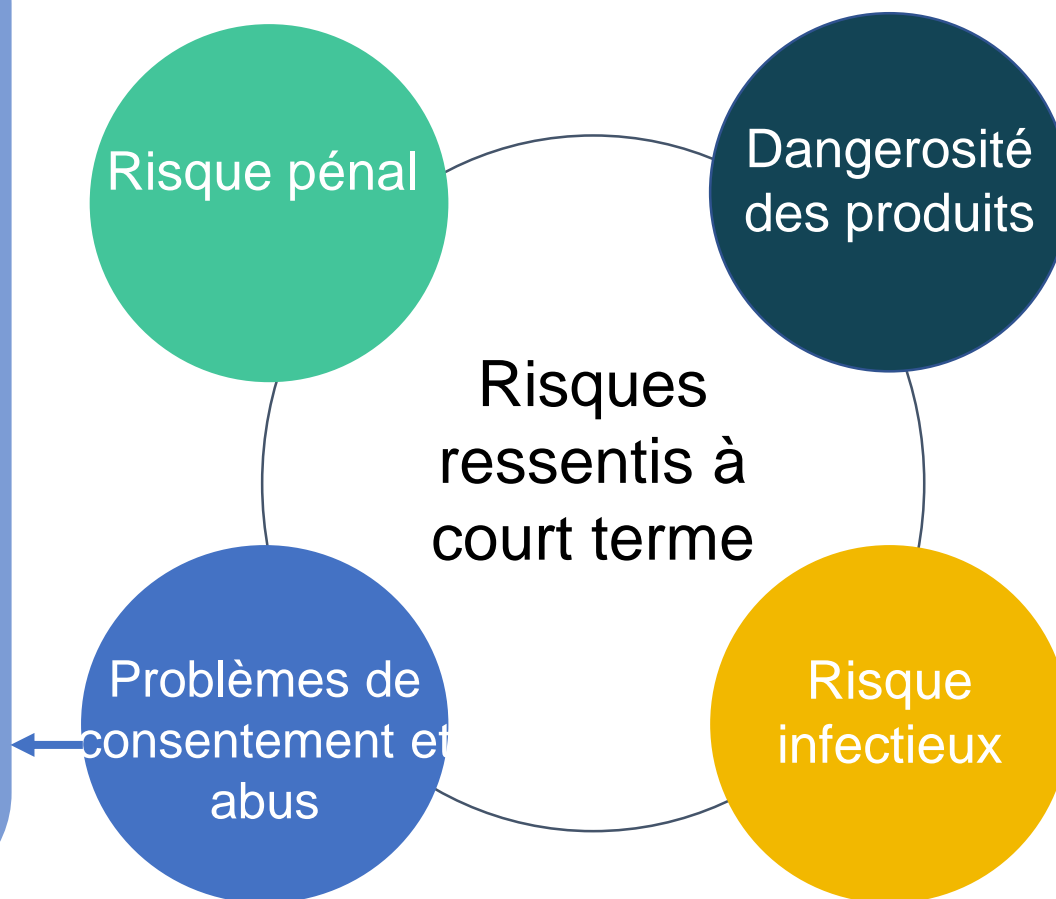 Risque pénal
Dangerosité
des produits
Risques
ressentis à
court terme
Problèmes de
consentement et
abus
Risque
infectieux